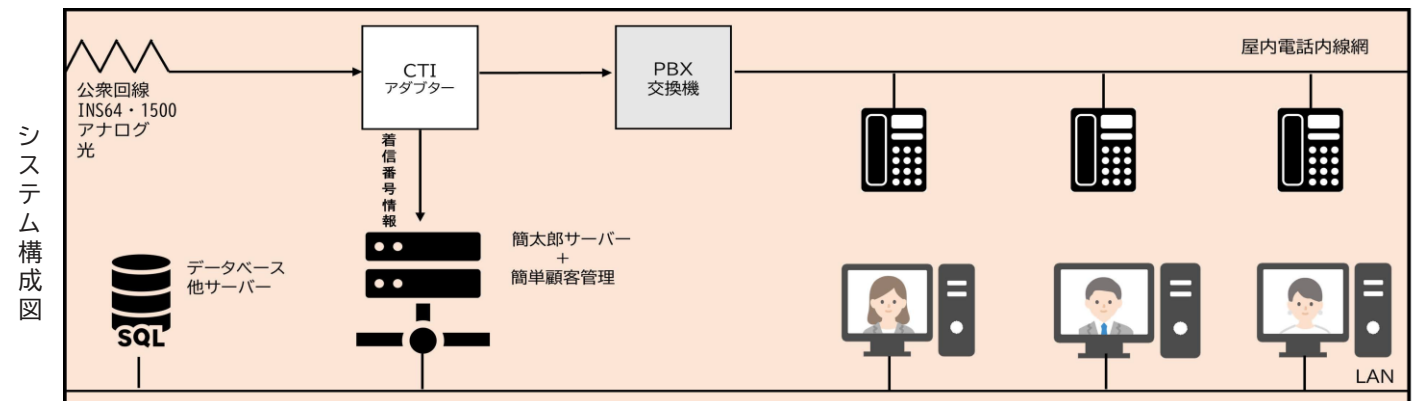 システム構成図
公衆回線
INS64・1500
アナログ
光
CTI
アダプター
PBX
交換機
屋内電話内線網
着信番号情報
簡太郎サーバー
+
簡単顧客管理
データベース
他サーバー
SQL
LAN